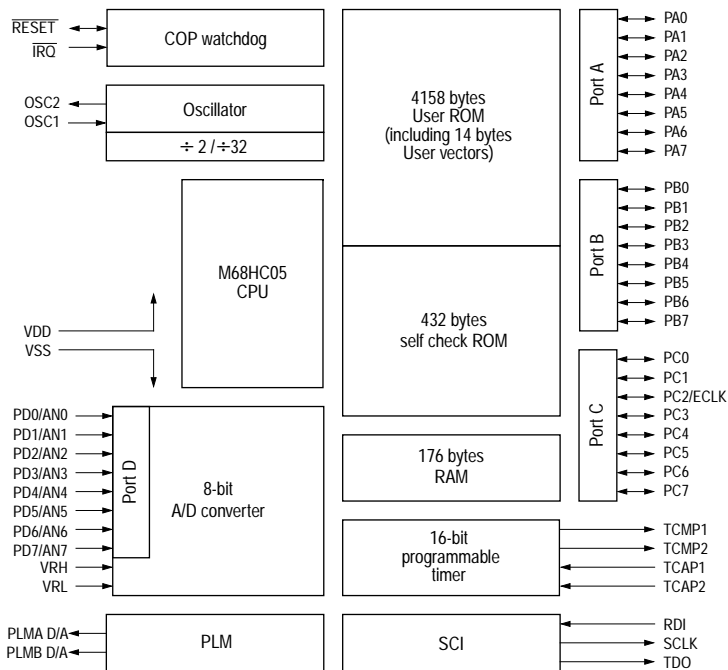 RESET
IRQ
COP watchdog
OSC2
OSC1
Oscillator
÷ 2 /÷32
M68HC05
CPU
VDD
VSS
PD0/AN0
PD1/AN1
PD2/AN2
PD3/AN3
PD4/AN4
PD5/AN5
PD6/AN6
PD7/AN7
VRH
VRL
Port D
8-bit
A/D converter
PLMA D/A
PLMB D/A
PLM
4158 bytes
User ROM
(including 14 bytes
User vectors)
432 bytes
self check ROM
176 bytes
RAM
16-bit
programmable
timer
SCI
Port A
PA0
PA1
PA2
PA3
PA4
PA5
PA6
PA7
Port B
PB0
PB1
PB2
PB3
PB4
PB5
PB6
PB7
Port C
PC0
PC1
PC2/ECLK
PC3
PC4
PC5
PC6
PC7
TCMP1
TCMP2
TCAP1
TCAP2
RDI
SCLK
TDO